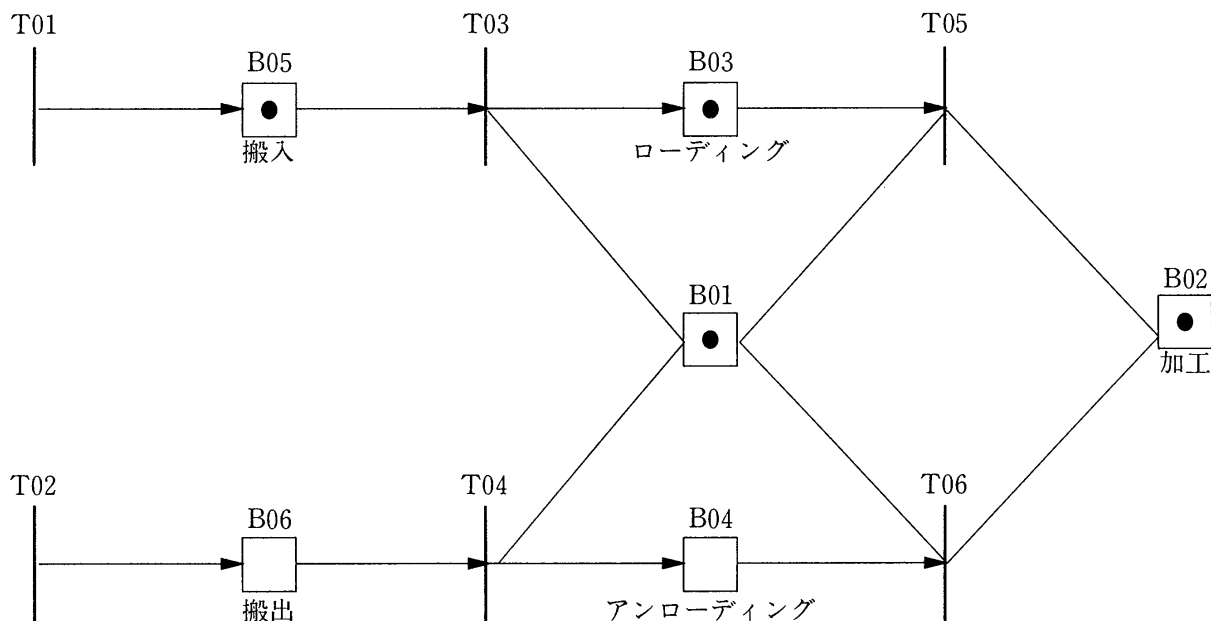 T01
T03
T05
B05
B03
搬入
ローディング
B01
B02
加工
T02
T04
T06
B06
B04
搬出
アンローディング